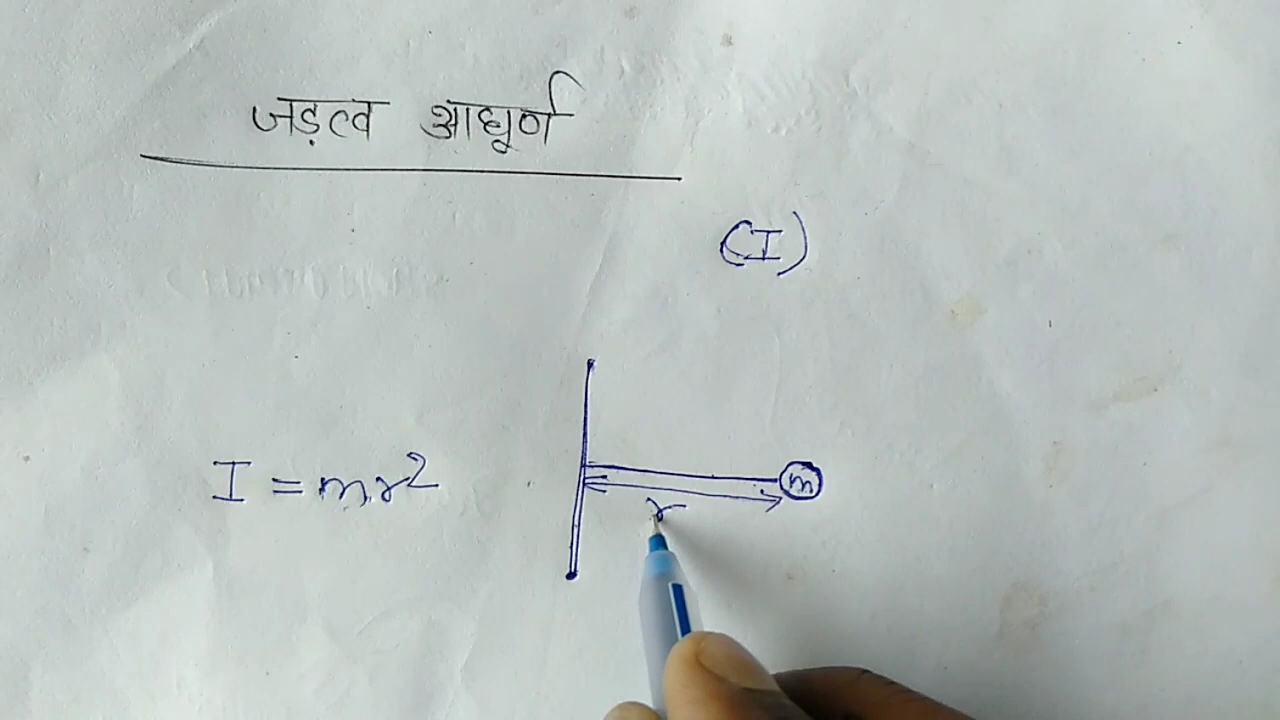 जड़त्व आघूर्ण
(I)
I = mr²
m
r